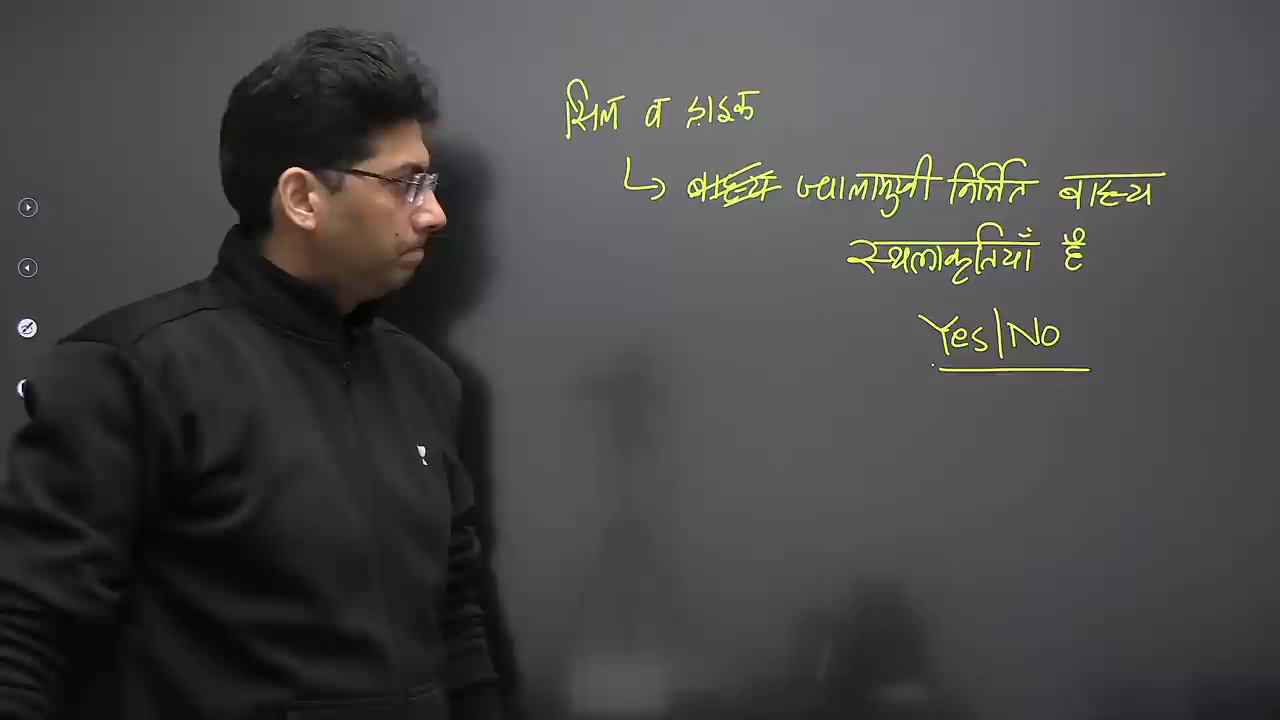 सिल व डाइक
↳ बाह्य ज्वालामुखी निर्मित बाह्य
स्थलाकृतियाँ हैं
Yes|No